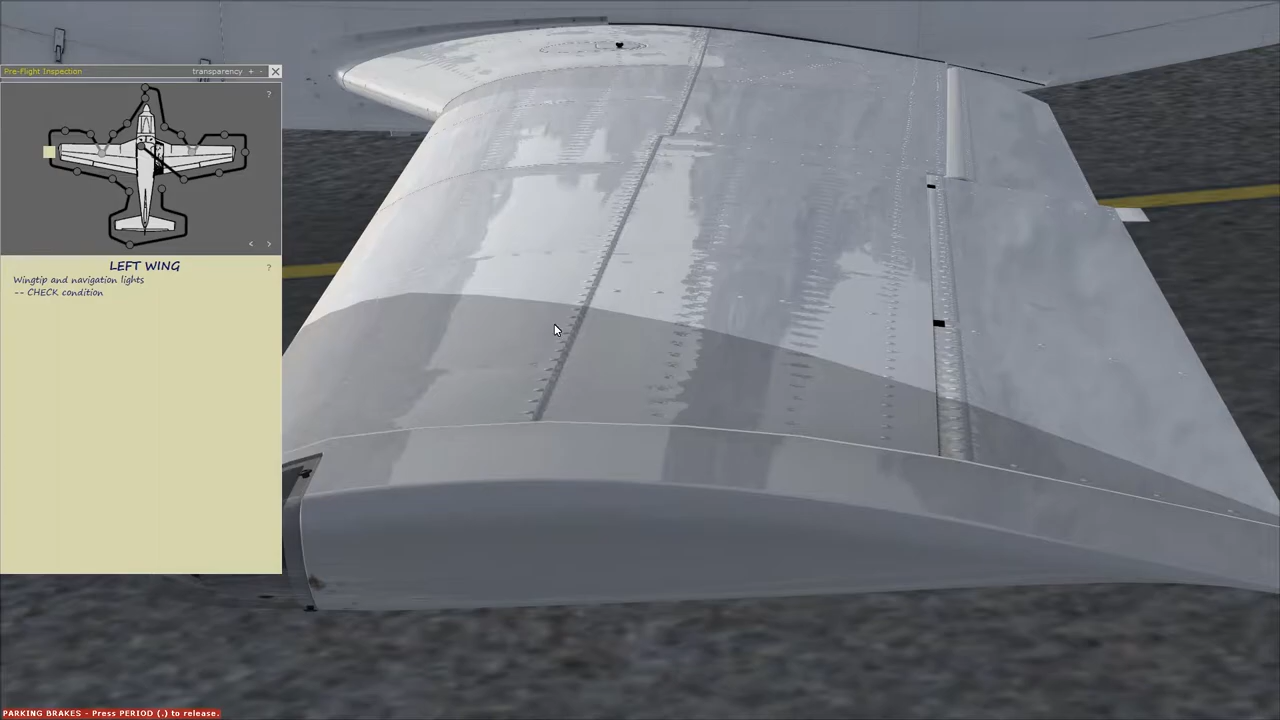 Pre-Flight Inspection
transparency + -
?
< >
LEFT WING
?
Wingtip and navigation lights
-- CHECK condition
PARKING BRAKES - Press PERIOD (.) to release.